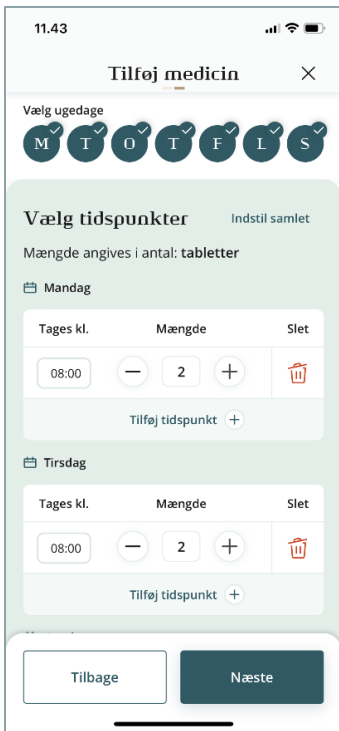 11.43
Tilføj medicin
Vælg ugedage
M T O T F L S
Vælg tidspunkter Indstil samlet
Mængde angives i antal: tabletter
Mandag
Tages kl. Mængde Slet
08:00 2
Tilføj tidspunkt
Tirsdag
Tages kl. Mængde Slet
08:00 2
Tilføj tidspunkt
Tilbage Næste